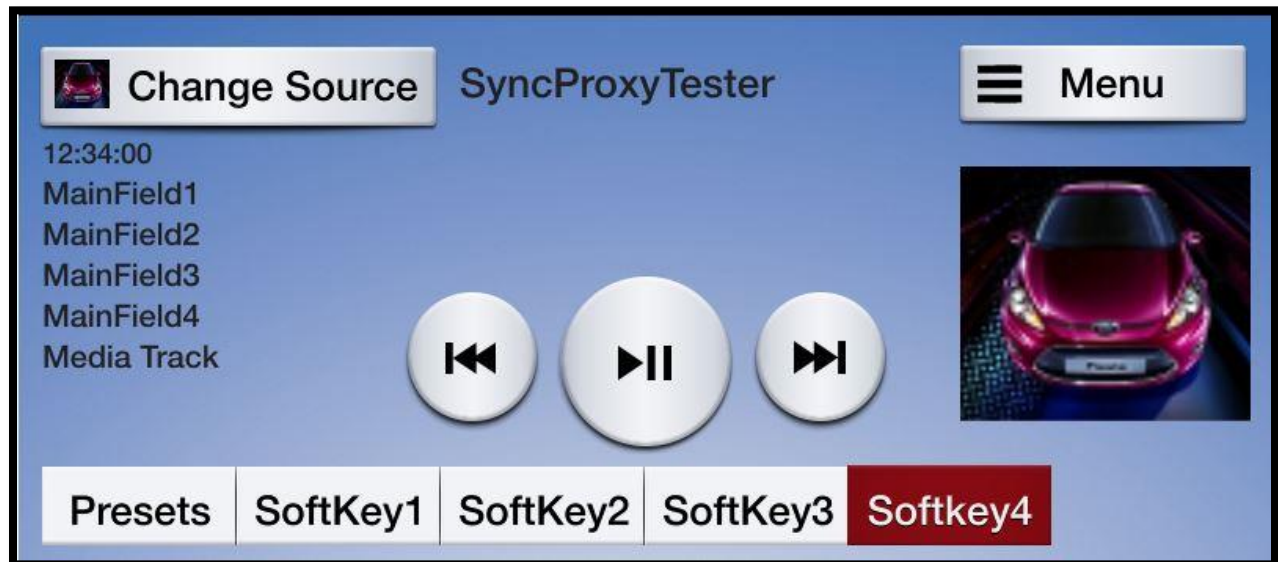 Change Source
SyncProxyTester
Menu
12:34:00
MainField1
MainField2
MainField3
MainField4
Media Track
Presets
SoftKey1
SoftKey2
SoftKey3
Softkey4